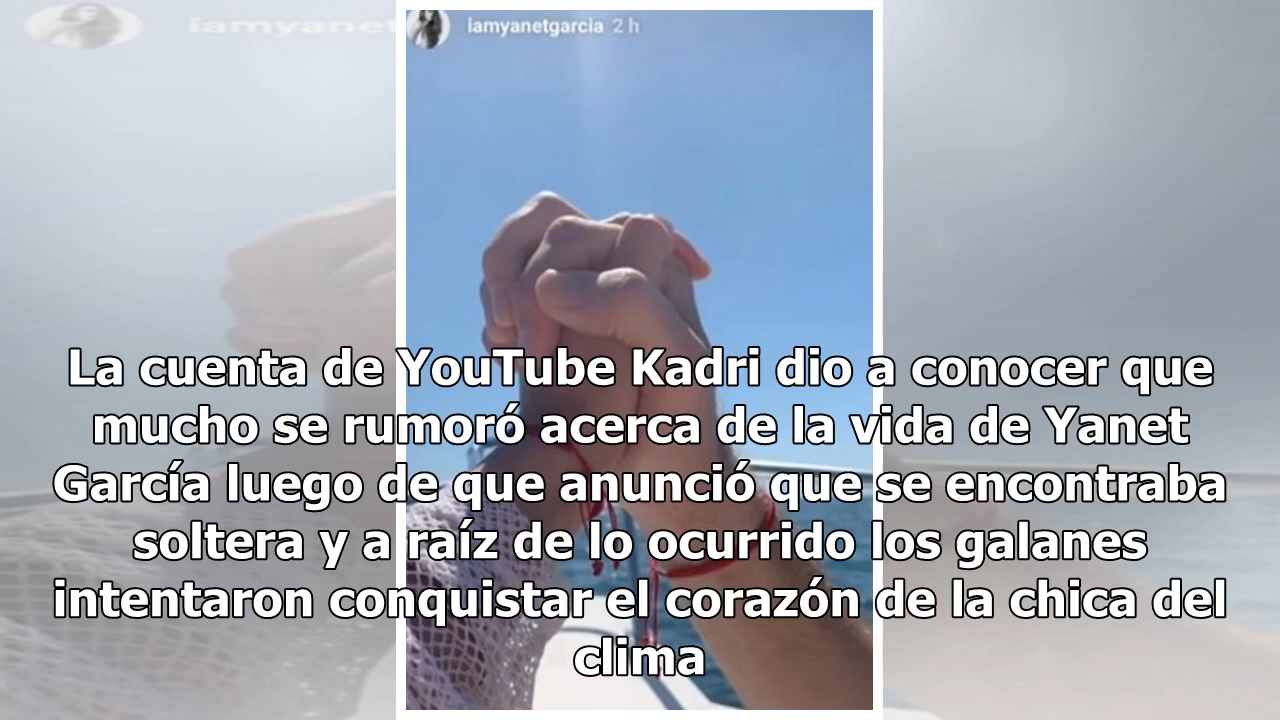 iamyanet
iamyanetgarcia 2 h
La cuenta de YouTube Kadri dio a conocer que
mucho se rumoró acerca de la vida de Yanet
García luego de que anunció que se encontraba
soltera y a raíz de lo ocurrido los galanes
intentaron conquistar el corazón de la chica del
clima